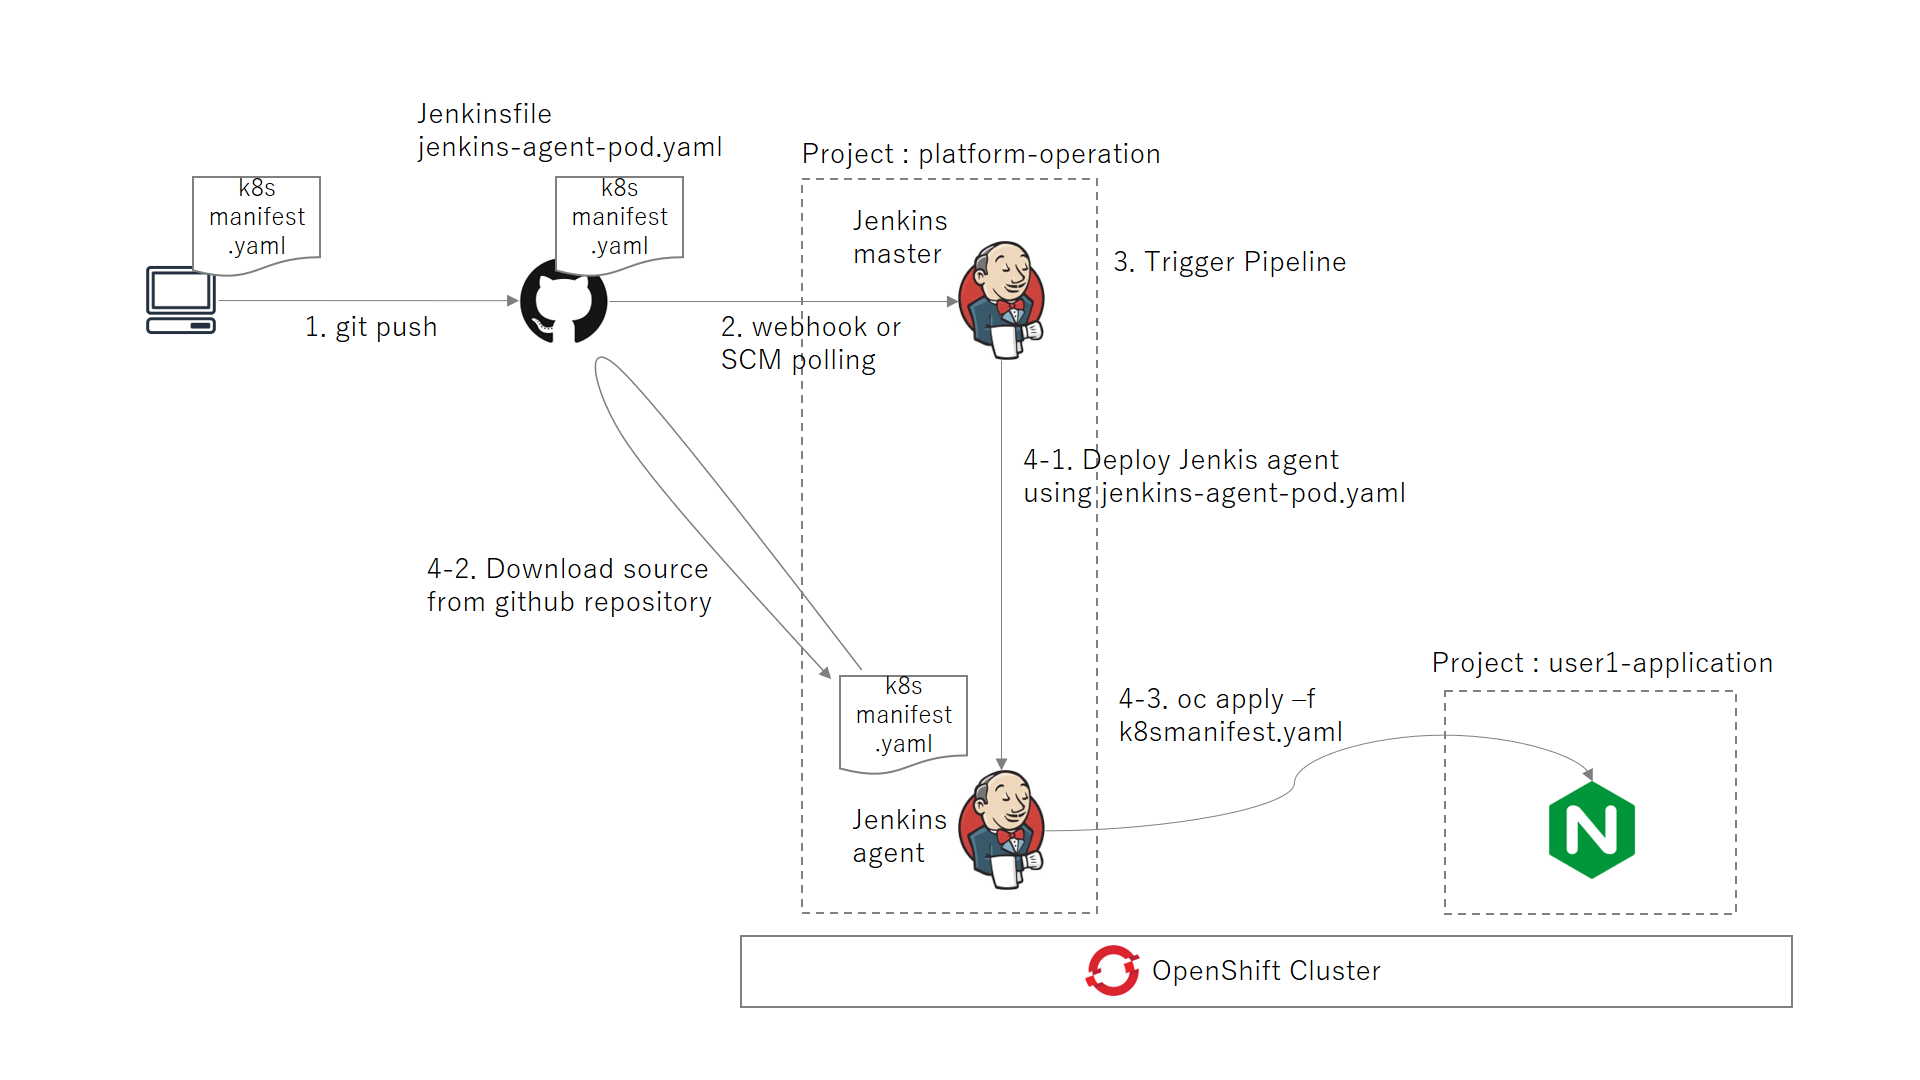 Jenkinsfile
jenkins-agent-pod.yaml
Project : platform-operation
k8s
manifest
.yaml
k8s
manifest
.yaml
Jenkins
master
3. Trigger Pipeline
1. git push
2. webhook or
SCM polling
4-1. Deploy Jenkis agent
using jenkins-agent-pod.yaml
4-2. Download source
from github repository
Project : user1-application
k8s
manifest
.yaml
4-3. oc apply –f
k8smanifest.yaml
Jenkins
agent
N
OpenShift Cluster